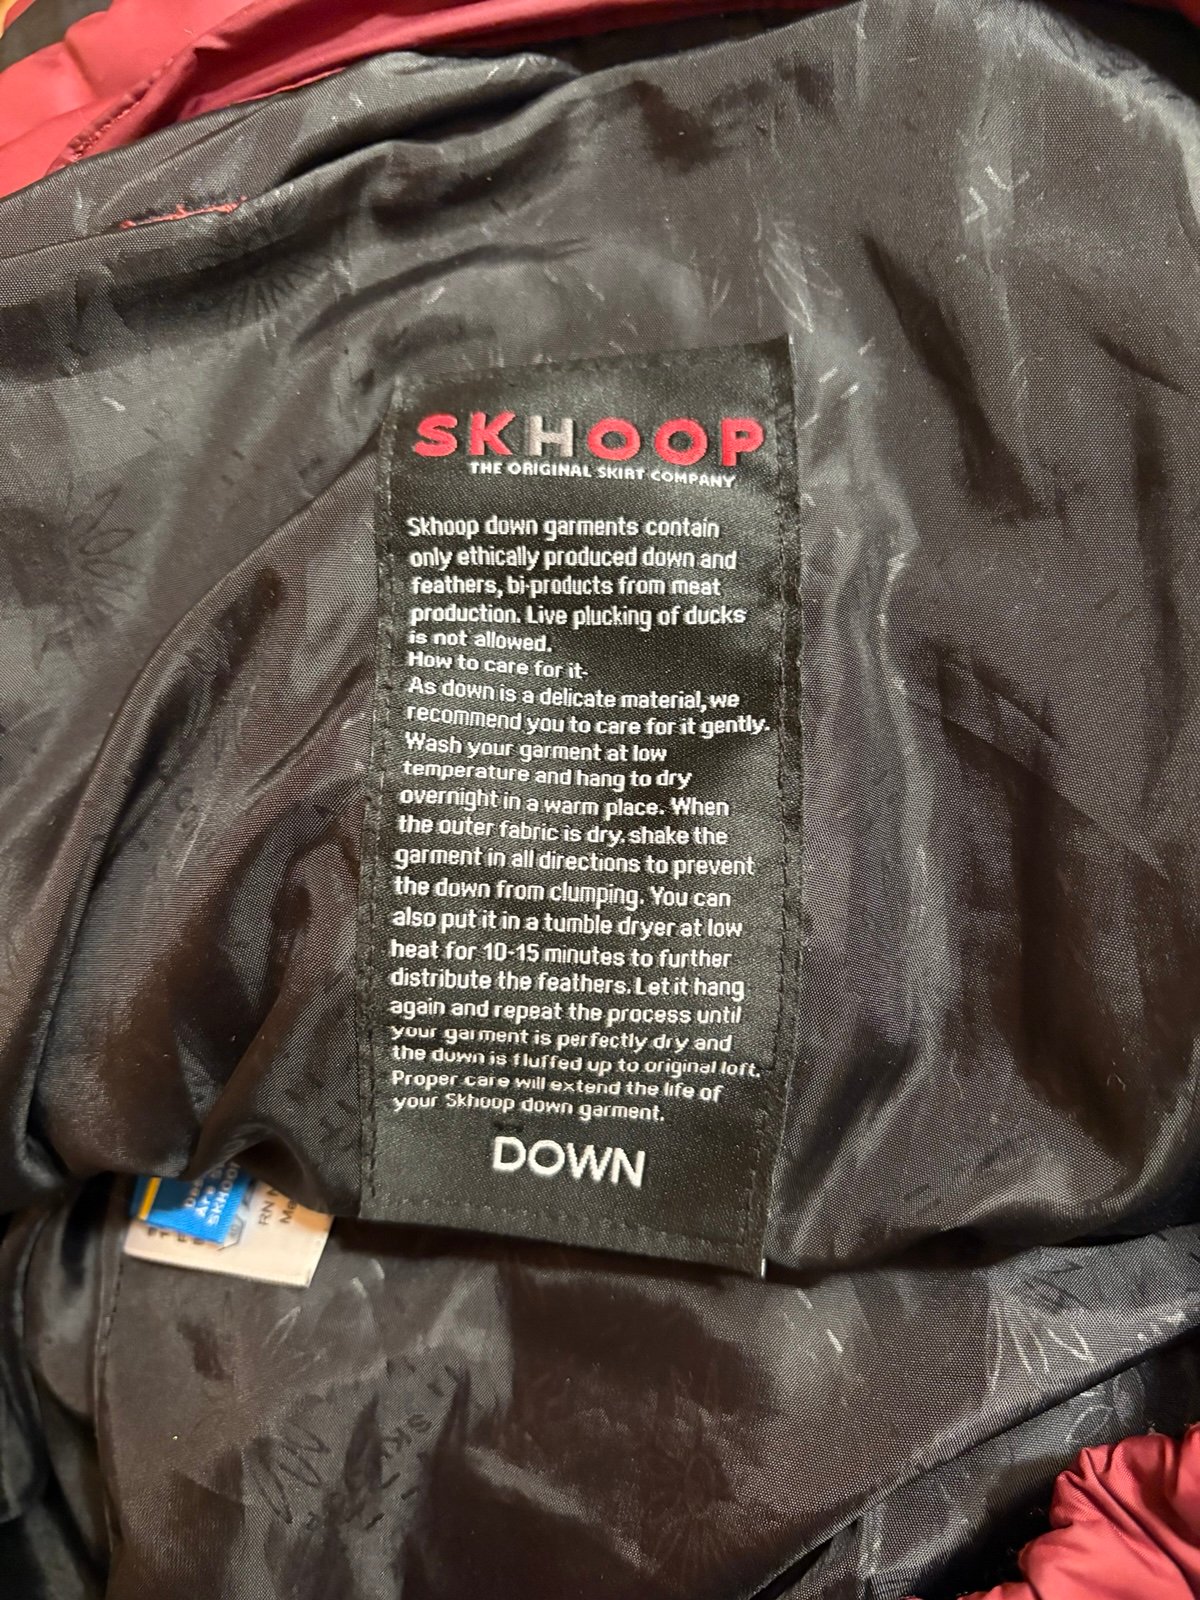 SKHOOP
THE ORIGINAL SKIRT COMPANY
Skhoop down garments contain
only ethically produced down and
feathers, bi-products from meat
production. Live plucking of ducks
is not allowed.
How to care for it-
As down is a delicate material, we
recommend you to care for it gently.
Wash your garment at low
temperature and hang to dry
overnight in a warm place. When
the outer fabric is dry. shake the
garment in all directions to prevent
the down from clumping. You can
also put it in a tumble dryer at low
heat for 10-15 minutes to further
distribute the feathers. Let it hang
again and repeat the process until
your garment is perfectly dry and
the down is fluffed up to original loft.
Proper care will extend the life of
your Skhoop down garment.
DOWN
SKHOOP
RN